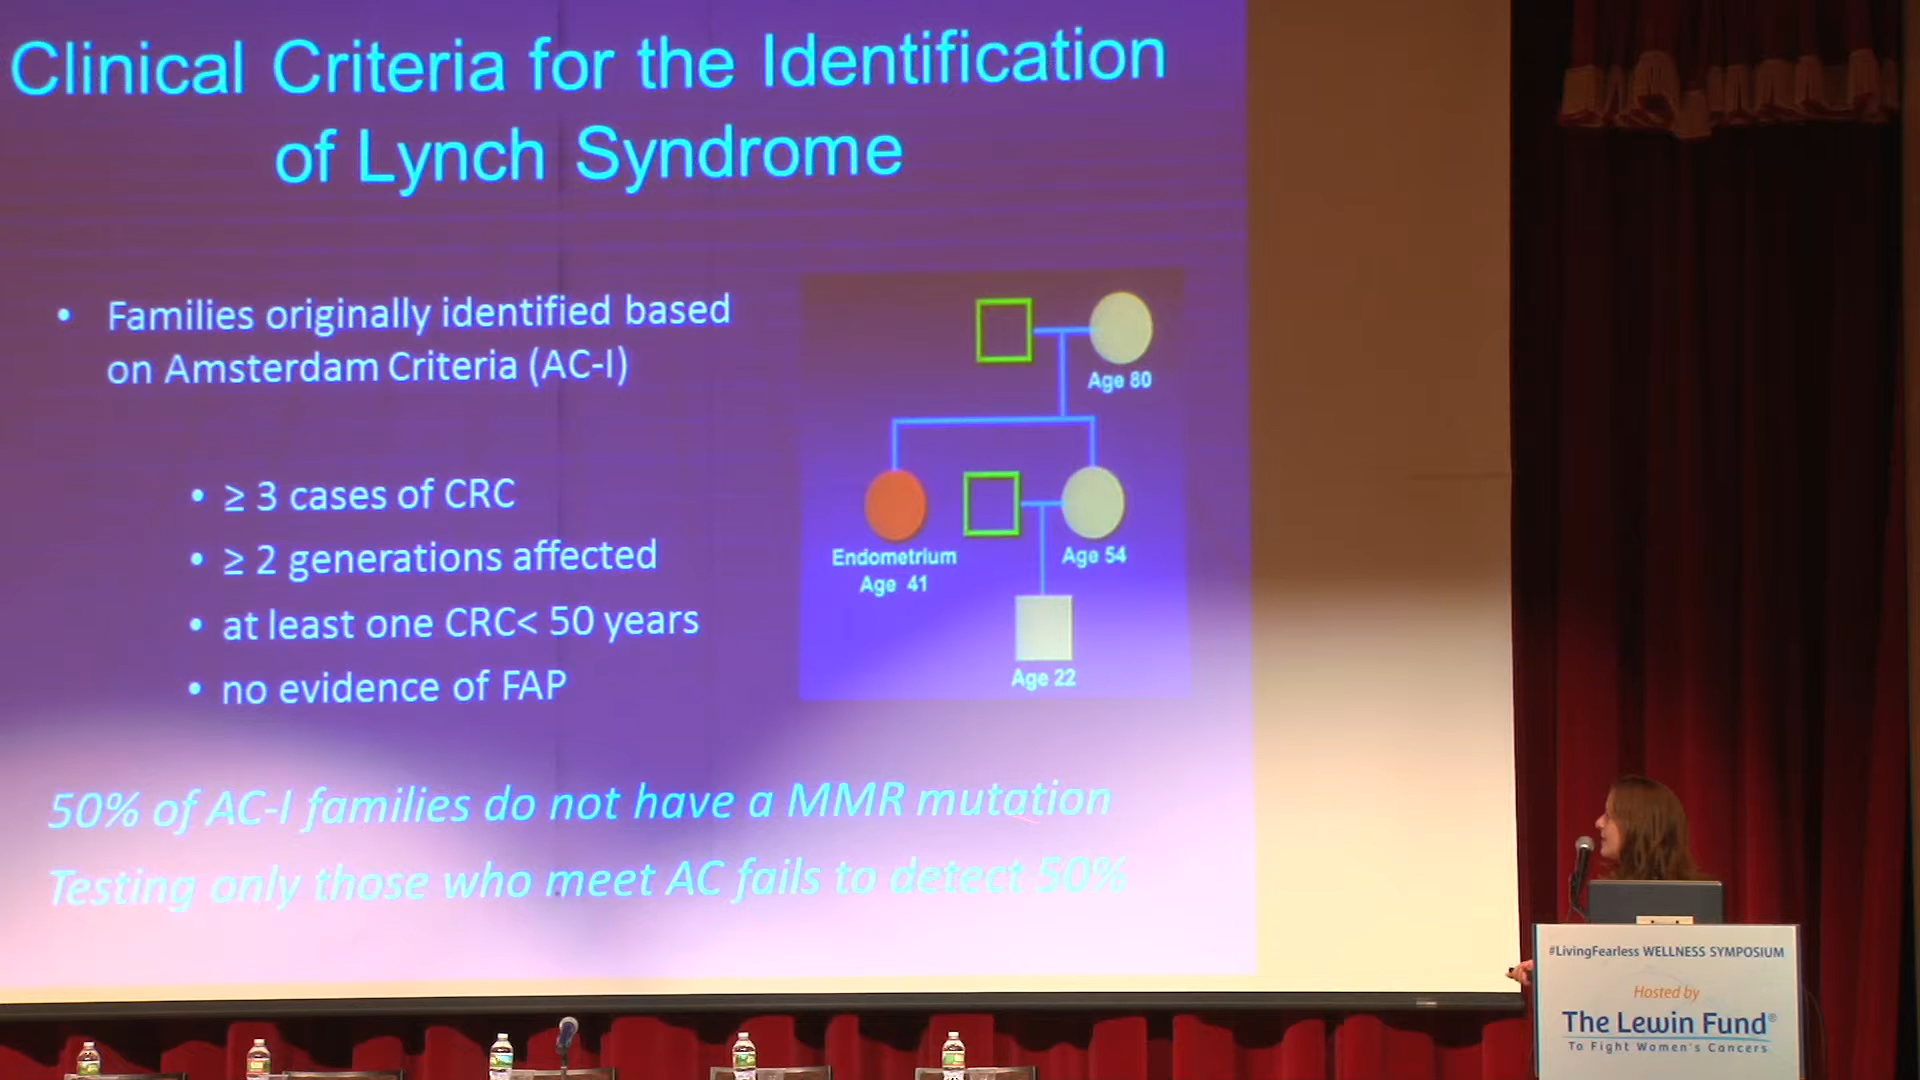 Clinical Criteria for the Identification
of Lynch Syndrome
• Families originally identified based
on Amsterdam Criteria (AC-I)
• ≥ 3 cases of CRC
• ≥ 2 generations affected
• at least one CRC< 50 years
• no evidence of FAP
Age 80
Endometrium
Age 41
Age 54
Age 22
50% of AC-I families do not have a MMR mutation
Testing only those who meet AC fails to detect 50%
#LivingFearless WELLNESS SYMPOSIUM
Hosted by
The Lewin Fund®
To Fight Women's Cancers